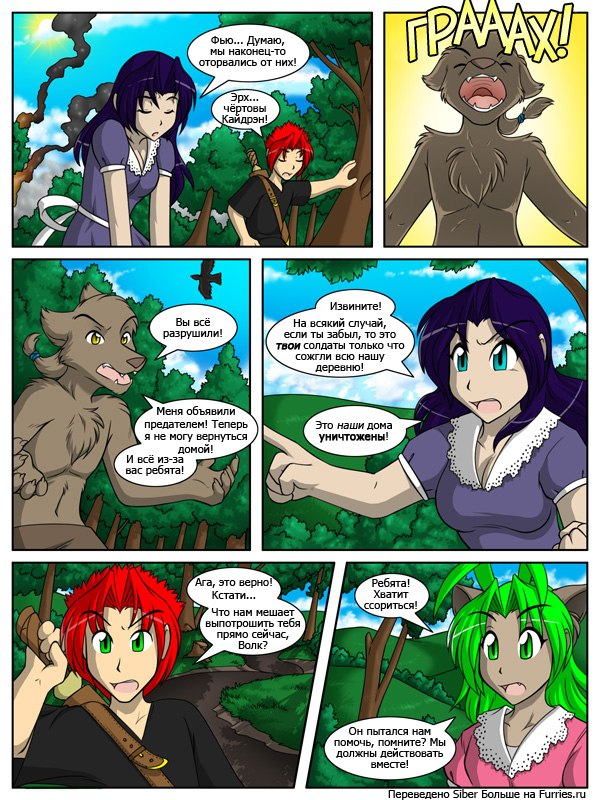 Фью... Думаю,
мы наконец-то
оторвались от них!
Эрх...
чёртовы
Кайдрэн!
ГРАААХ!
Вы всё
разрушили!
Меня объявили
предателем! Теперь
я не могу вернуться
домой!
И всё из-за
вас ребята!
Извините!
На всякий случай,
если ты забыл, то это
твои солдаты только что
сожгли всю нашу
деревню!
Это наши дома
уничтожены!
Ага, это верно!
Кстати...
Что нам мешает
выпотрошить тебя
прямо сейчас,
Волк?
Ребята!
Хватит
ссориться!
Он пытался нам
помочь, помните? Мы
должны действовать
вместе!
Переведено Siber Больше на Furries.ru